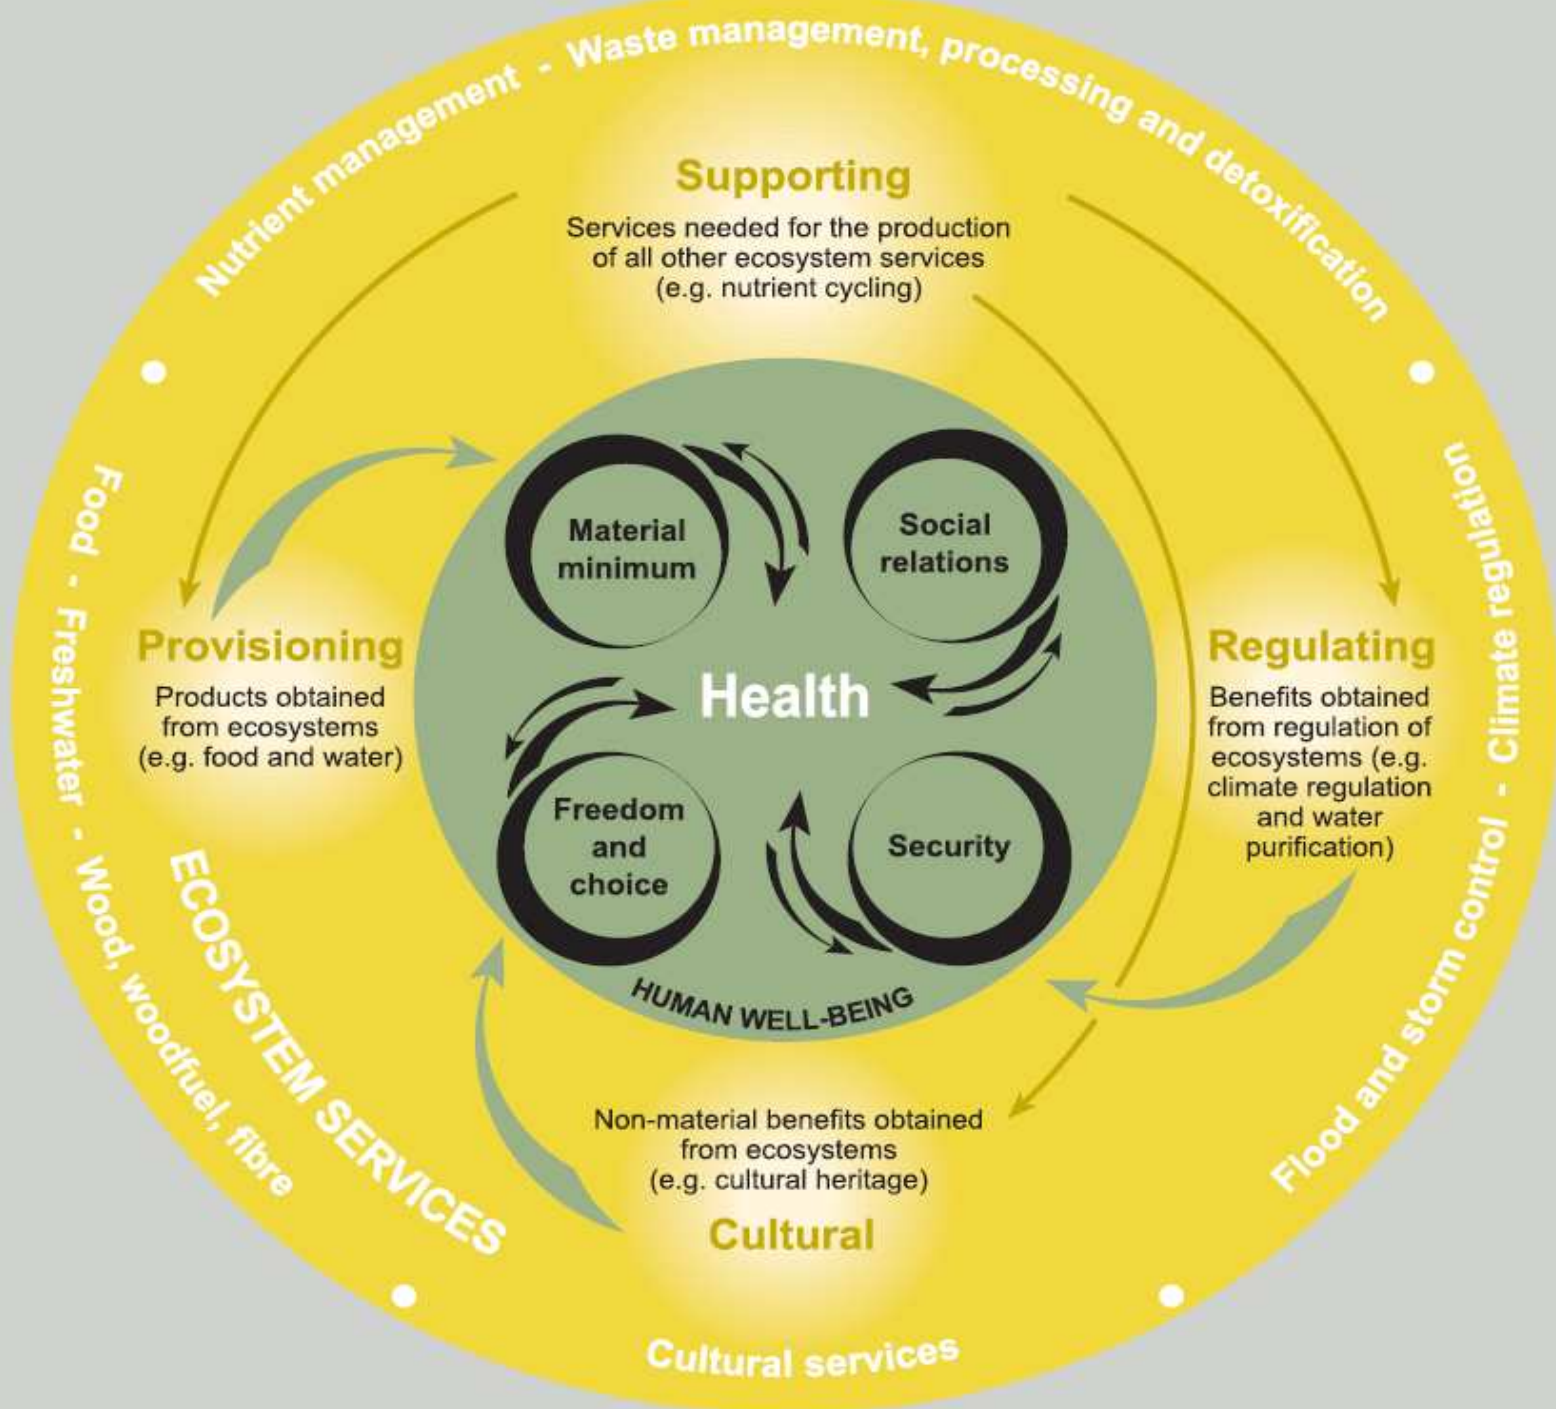 Nutrient management - Waste management, processing and detoxification
Supporting
Services needed for the production
of all other ecosystem services
(e.g. nutrient cycling)
Food - Freshwater - Wood, woodfuel, fibre
Flood and storm control - Climate regulation
Material
minimum
Social
relations
Provisioning
Products obtained
from ecosystems
(e.g. food and water)
Health
Regulating
Benefits obtained
from regulation of
ecosystems (e.g.
climate regulation
and water
purification)
Freedom
and
choice
Security
HUMAN WELL-BEING
ECOSYSTEM SERVICES
Non-material benefits obtained
from ecosystems
(e.g. cultural heritage)
Cultural
Cultural services